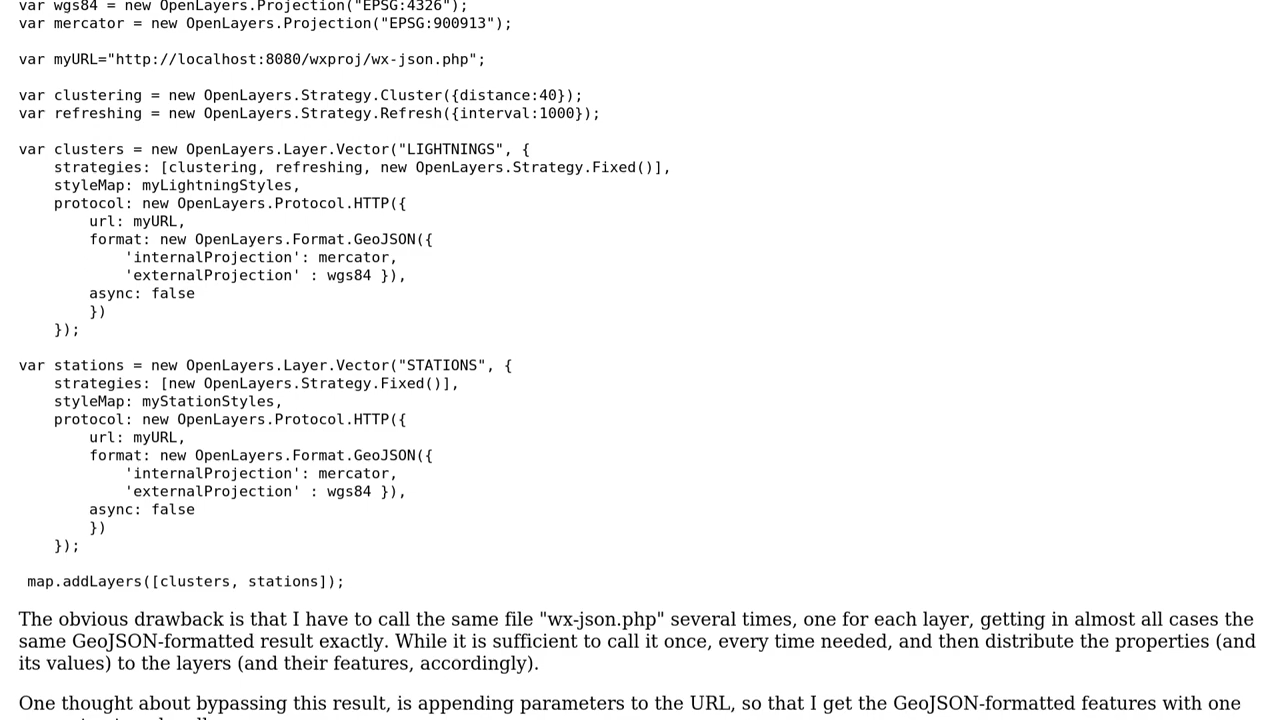 var wgs84 = new OpenLayers.Projection("EPSG:4326");
var mercator = new OpenLayers.Projection("EPSG:900913");
var myURL="http://localhost:8080/wxproj/wx-json.php";
var clustering = new OpenLayers.Strategy.Cluster({distance:40});
var refreshing = new OpenLayers.Strategy.Refresh({interval:1000});
var clusters = new OpenLayers.Layer.Vector("LIGHTNINGS", {
    strategies: [clustering, refreshing, new OpenLayers.Strategy.Fixed()],
    styleMap: myLightningStyles,
    protocol: new OpenLayers.Protocol.HTTP({
        url: myURL,
        format: new OpenLayers.Format.GeoJSON({
            'internalProjection': mercator,
            'externalProjection' : wgs84 }),
        async: false
        })
    });
var stations = new OpenLayers.Layer.Vector("STATIONS", {
    strategies: [new OpenLayers.Strategy.Fixed()],
    styleMap: myStationStyles,
    protocol: new OpenLayers.Protocol.HTTP({
        url: myURL,
        format: new OpenLayers.Format.GeoJSON({
            'internalProjection': mercator,
            'externalProjection' : wgs84 }),
        async: false
        })
    });
 map.addLayers([clusters, stations]);
The obvious drawback is that I have to call the same file "wx-json.php" several times, one for each layer, getting in almost all cases the
same GeoJSON-formatted result exactly. While it is sufficient to call it once, every time needed, and then distribute the properties (and
its values) to the layers (and their features, accordingly).
One thought about bypassing this result, is appending parameters to the URL, so that I get the GeoJSON-formatted features with one